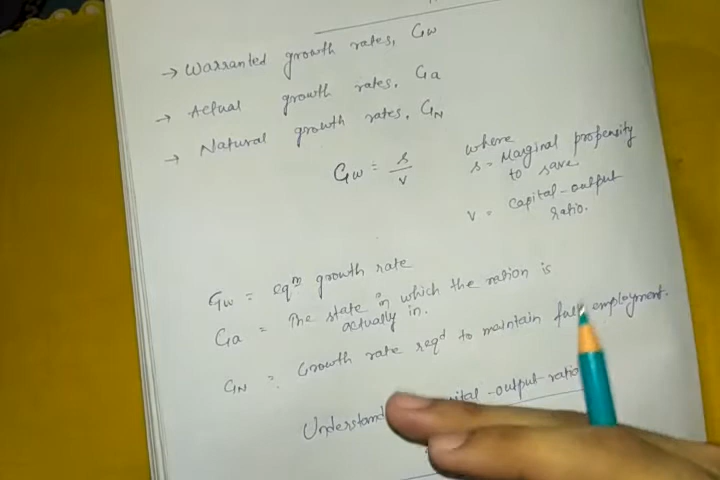 → Warranted growth rates, Gw
→ Actual growth rates, Ga
→ Natural growth rates, GN
Gw = s/v
where
s = Marginal propensity
to save
v = Capital-output
ratio.
Gw = eqm growth rate
Ga = The state in which the nation is
actually in.
GN = Growth rate reqd to maintain full employment.
-output-ratio